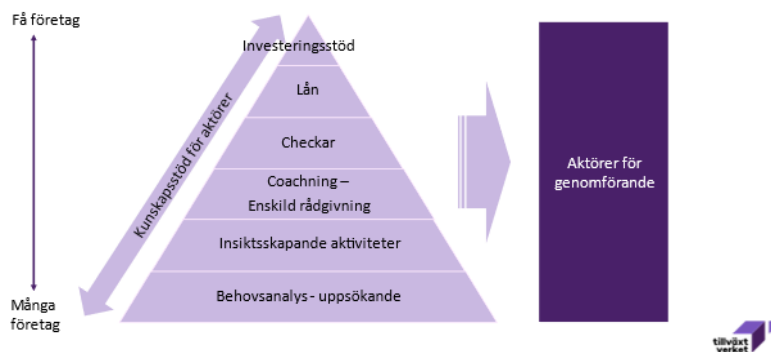 Få företag
Investeringsstöd
Lån
Checkar
Coachning –
Enskild rådgivning
Insiktsskapande aktiviteter
Behovsanalys - uppsökande
Kunskapsstöd för aktörer
Många
företag
Aktörer för
genomförande
tillväxt
verket